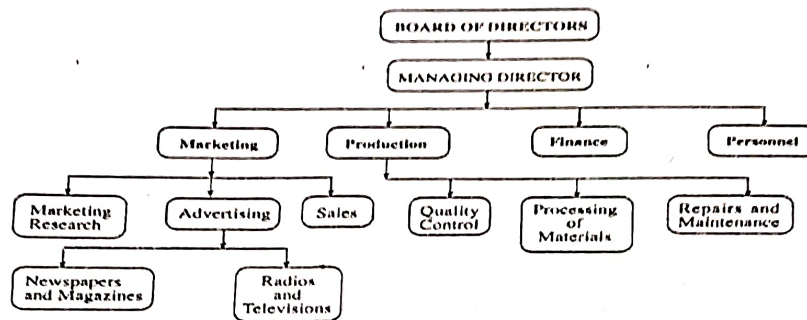 BOARD OF DIRECTORS
MANAGING DIRECTOR
Marketing
Production
Finance
Personnel
Marketing
Research
Advertising
Sales
Quality
Control
Processing
of
Materials
Repairs and
Maintenance
Newspapers
and Magazines
Radios
and
Televisions